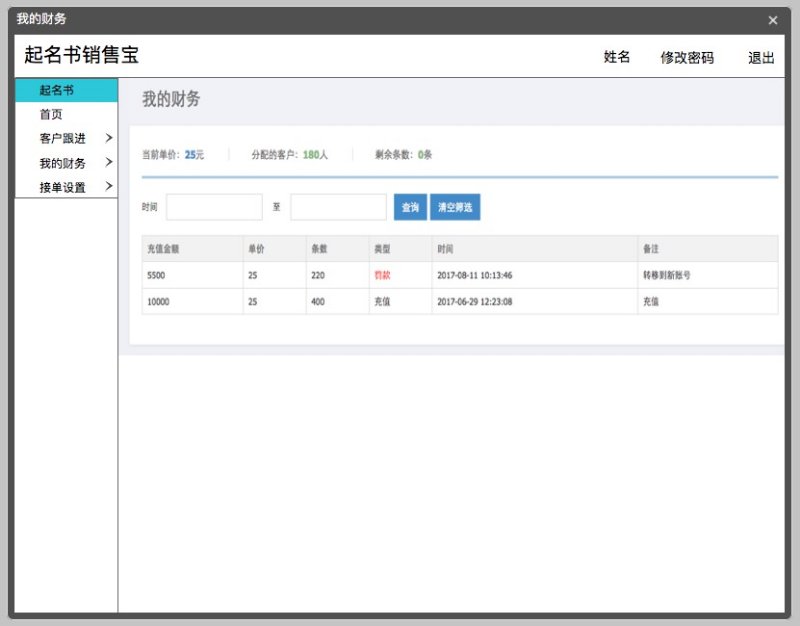 我的财务
起名书销售宝 姓名 修改密码 退出
起名书
首页
客户跟进
我的财务
接单设置
我的财务
当前单价：25元 分配的客户：180人 剩余条数：0条
时间 至 查询 清空筛选
充值金额 单价 条数 类型 时间 备注
5500 25 220 罚款 2017-08-11 10:13:46 转移到新账号
10000 25 400 充值 2017-06-29 12:23:08 充值